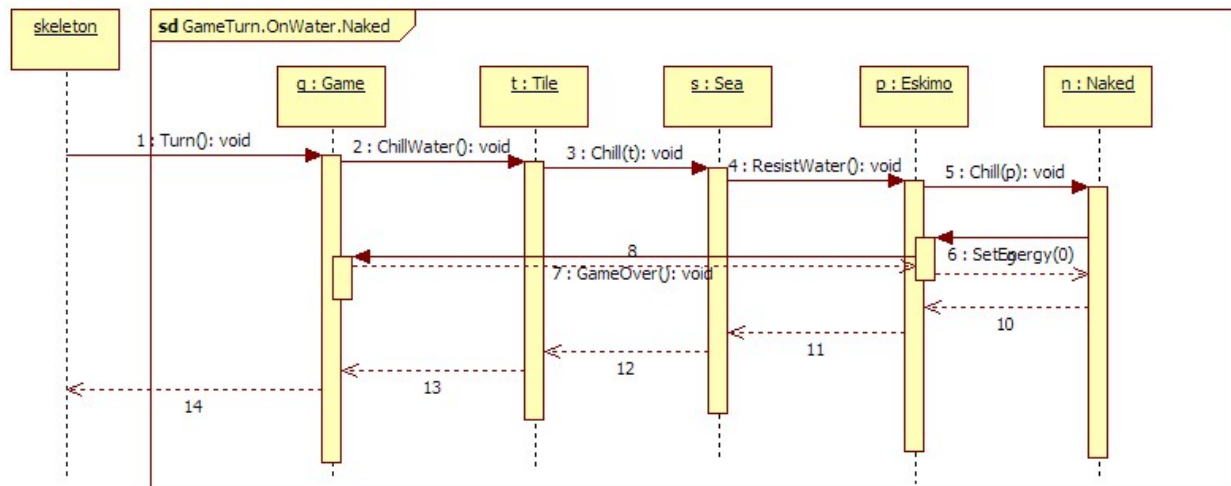 skeleton
sd GameTurn.OnWater.Naked
g : Game
t : Tile
s : Sea
p : Eskimo
n : Naked
1 : Turn(): void
2 : ChillWater(): void
3 : Chill(t): void
4 : ResistWater(): void
5 : Chill(p): void
8
6 : SetEnergy(0)
9
7 : GameOver(): void
10
11
12
13
14